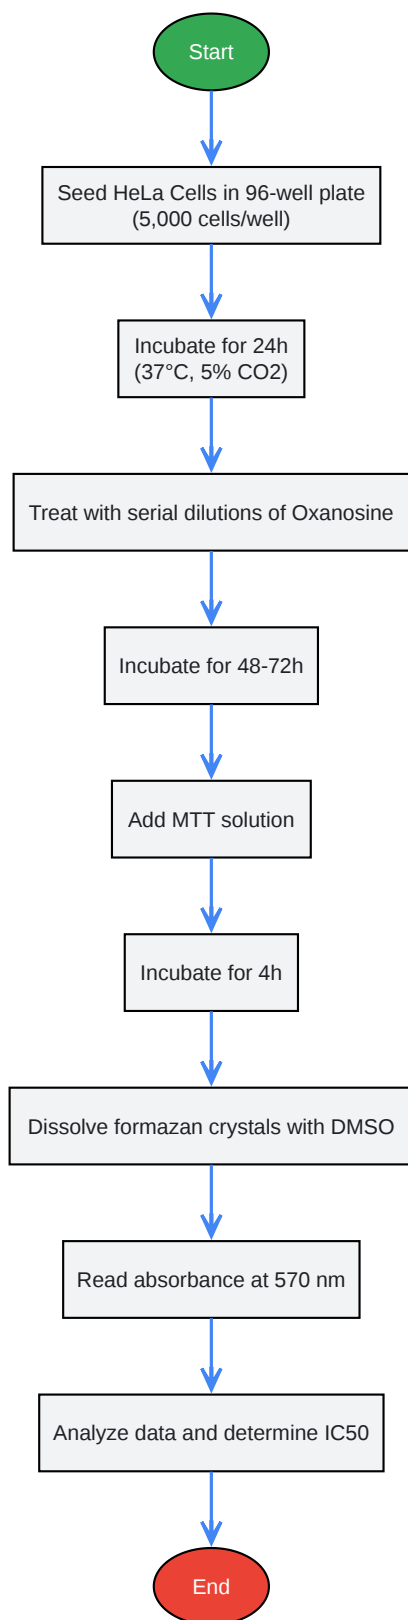 Start
Seed HeLa Cells in 96-well plate
(5,000 cells/well)
Incubate for 24h
(37°C, 5% CO2)
Treat with serial dilutions of Oxanosine
Incubate for 48-72h
Add MTT solution
Incubate for 4h
Dissolve formazan crystals with DMSO
Read absorbance at 570 nm
Analyze data and determine IC50
End